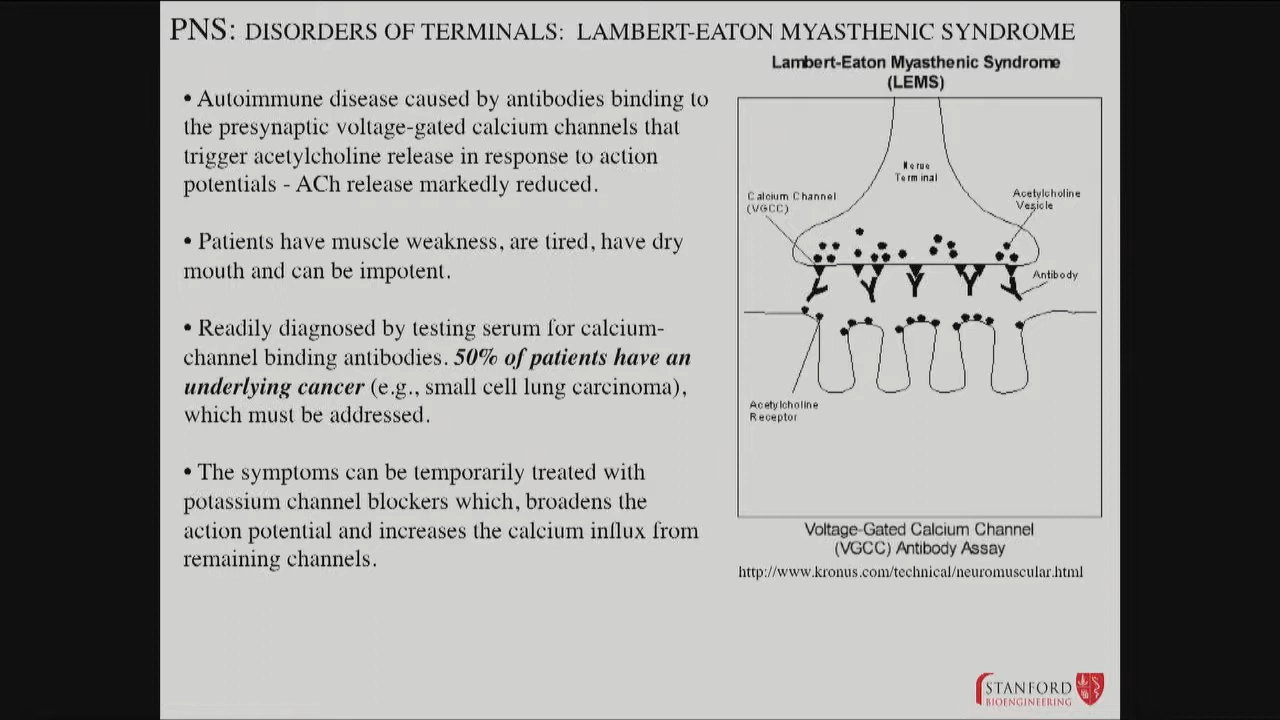 PNS: DISORDERS OF TERMINALS: LAMBERT-EATON MYASTHENIC SYNDROME
• Autoimmune disease caused by antibodies binding to
the presynaptic voltage-gated calcium channels that
trigger acetylcholine release in response to action
potentials - ACh release markedly reduced.
• Patients have muscle weakness, are tired, have dry
mouth and can be impotent.
• Readily diagnosed by testing serum for calcium-
channel binding antibodies. 50% of patients have an
underlying cancer (e.g., small cell lung carcinoma),
which must be addressed.
• The symptoms can be temporarily treated with
potassium channel blockers which, broadens the
action potential and increases the calcium influx from
remaining channels.
Lambert-Eaton Myasthenic Syndrome
(LEMS)
Nerve
Terminal
Calcium Channel
(VGCC)
Acetylcholine
Vesicle
Antibody
Acetylcholine
Receptor
Voltage-Gated Calcium Channel
(VGCC) Antibody Assay
http://www.kronus.com/technical/neuromuscular.html
STANFORD
BIOENGINEERING